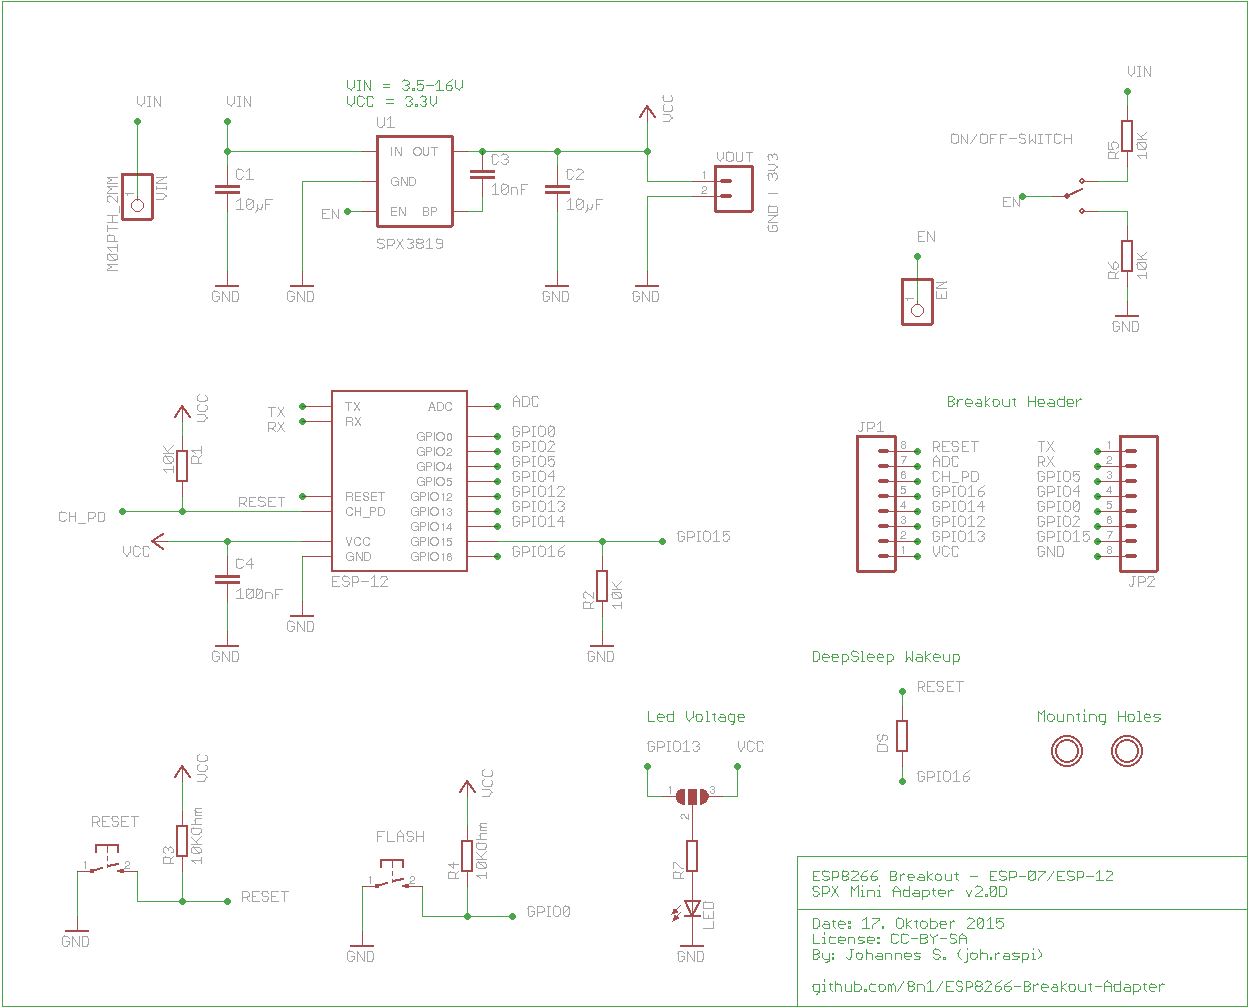 VIN = 3.5-16V
VCC = 3.3V
VIN
VIN
1
M01PTH_2MM
C1
10µF
GND
U1
IN OUT
GND
EN BP
SPX3819
EN
GND
C3
10nF
C2
10µF
GND
VCC
VOUT
1
2
GND | 3V3
GND
VIN
ON/OFF-SWITCH
R5
10K
EN
R6
10K
GND
EN
1
EN
VCC
10K
R1
CH_PD
RESET
TX
RX
VCC
C4
100nF
GND
TX
RX
RESET
CH_PD
VCC
GND
ADC
GPIO0
GPIO2
GPIO4
GPIO5
GPIO12
GPIO13
GPIO14
GPIO15
GPIO16
ESP-12
GND
ADC
GPIO0
GPIO2
GPIO5
GPIO4
GPIO12
GPIO13
GPIO14
GPIO15
GPIO16
R2
10K
GND
Breakout Header
JP1
8 RESET
7 ADC
6 CH_PD
5 GPIO16
4 GPIO14
3 GPIO12
2 GPIO13
1 VCC
TX 1
RX 2
GPIO5 3
GPIO4 4
GPIO0 5
GPIO2 6
GPIO15 7
GND 8
JP2
DeepSleep Wakeup
RESET
DS
GPIO16
Mounting Holes
RESET
1 2
GND
VCC
R3
10KOhm
RESET
FLASH
1 2
GND
VCC
R4
10KOhm
GPIO0
Led Voltage
GPIO13 VCC
1 3
2
R7
LED
GND
ESP8266 Breakout - ESP-07/ESP-12
SPX Mini Adapter v2.0D
Date: 17. Oktober 2015
License: CC-BY-SA
By: Johannes S. (joh.raspi)
github.com/8n1/ESP8266-Breakout-Adapter